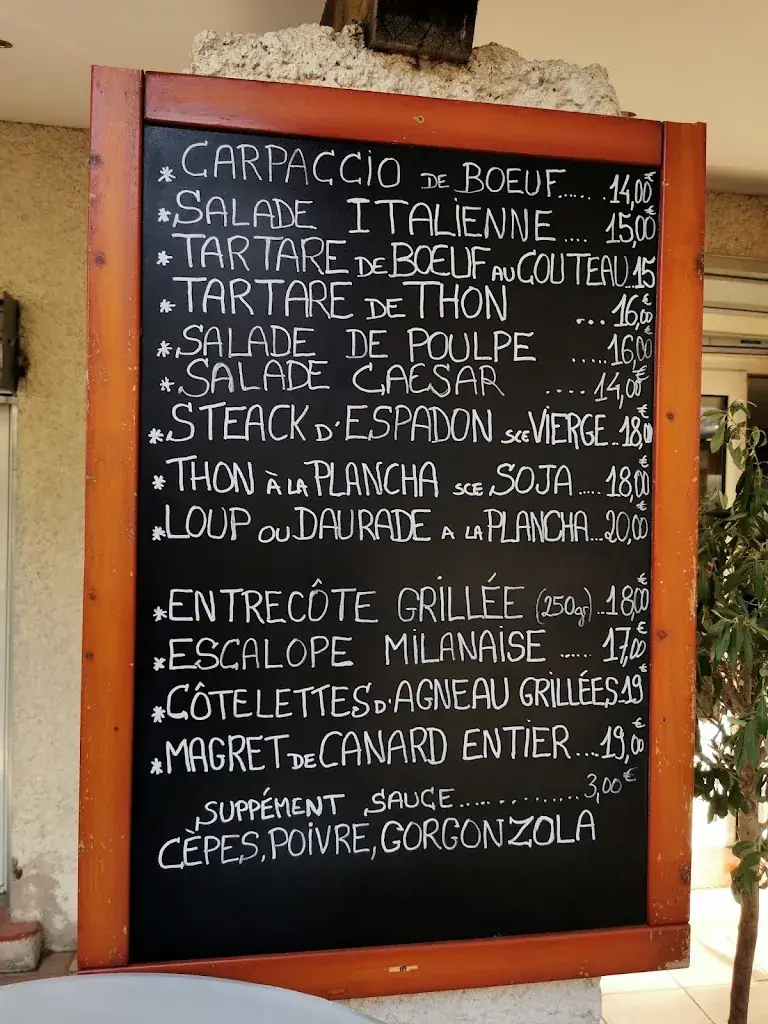 * CARPACCIO DE BOEUF...... 14,00€
* SALADE ITALIENNE.... 15,00€
* TARTARE DE BOEUF AU COUTEAU..15
* TARTARE DE THON ... 16,00€
* SALADE DE POULPE ..... 16,00€
* SALADE CAESAR .... 14,00€
* STEACK D'ESPADON SCE VIERGE..18,00€
* THON À LA PLANCHA SCE SOJA ..... 18,00€
* LOUP OU DAURADE A LA PLANCHA...20,00€
* ENTRECÔTE GRILLÉE (250gr)..18,00€
* ESCALOPE MILANAISE ..... 17,00€
* CÔTELETTES D'AGNEAU GRILLÉES.19€
* MAGRET DE CANARD ENTIER....19,00€
SUPPÉMENT SAUCE.............. 3,00€
CÈPES, POIVRE, GORGONZOLA